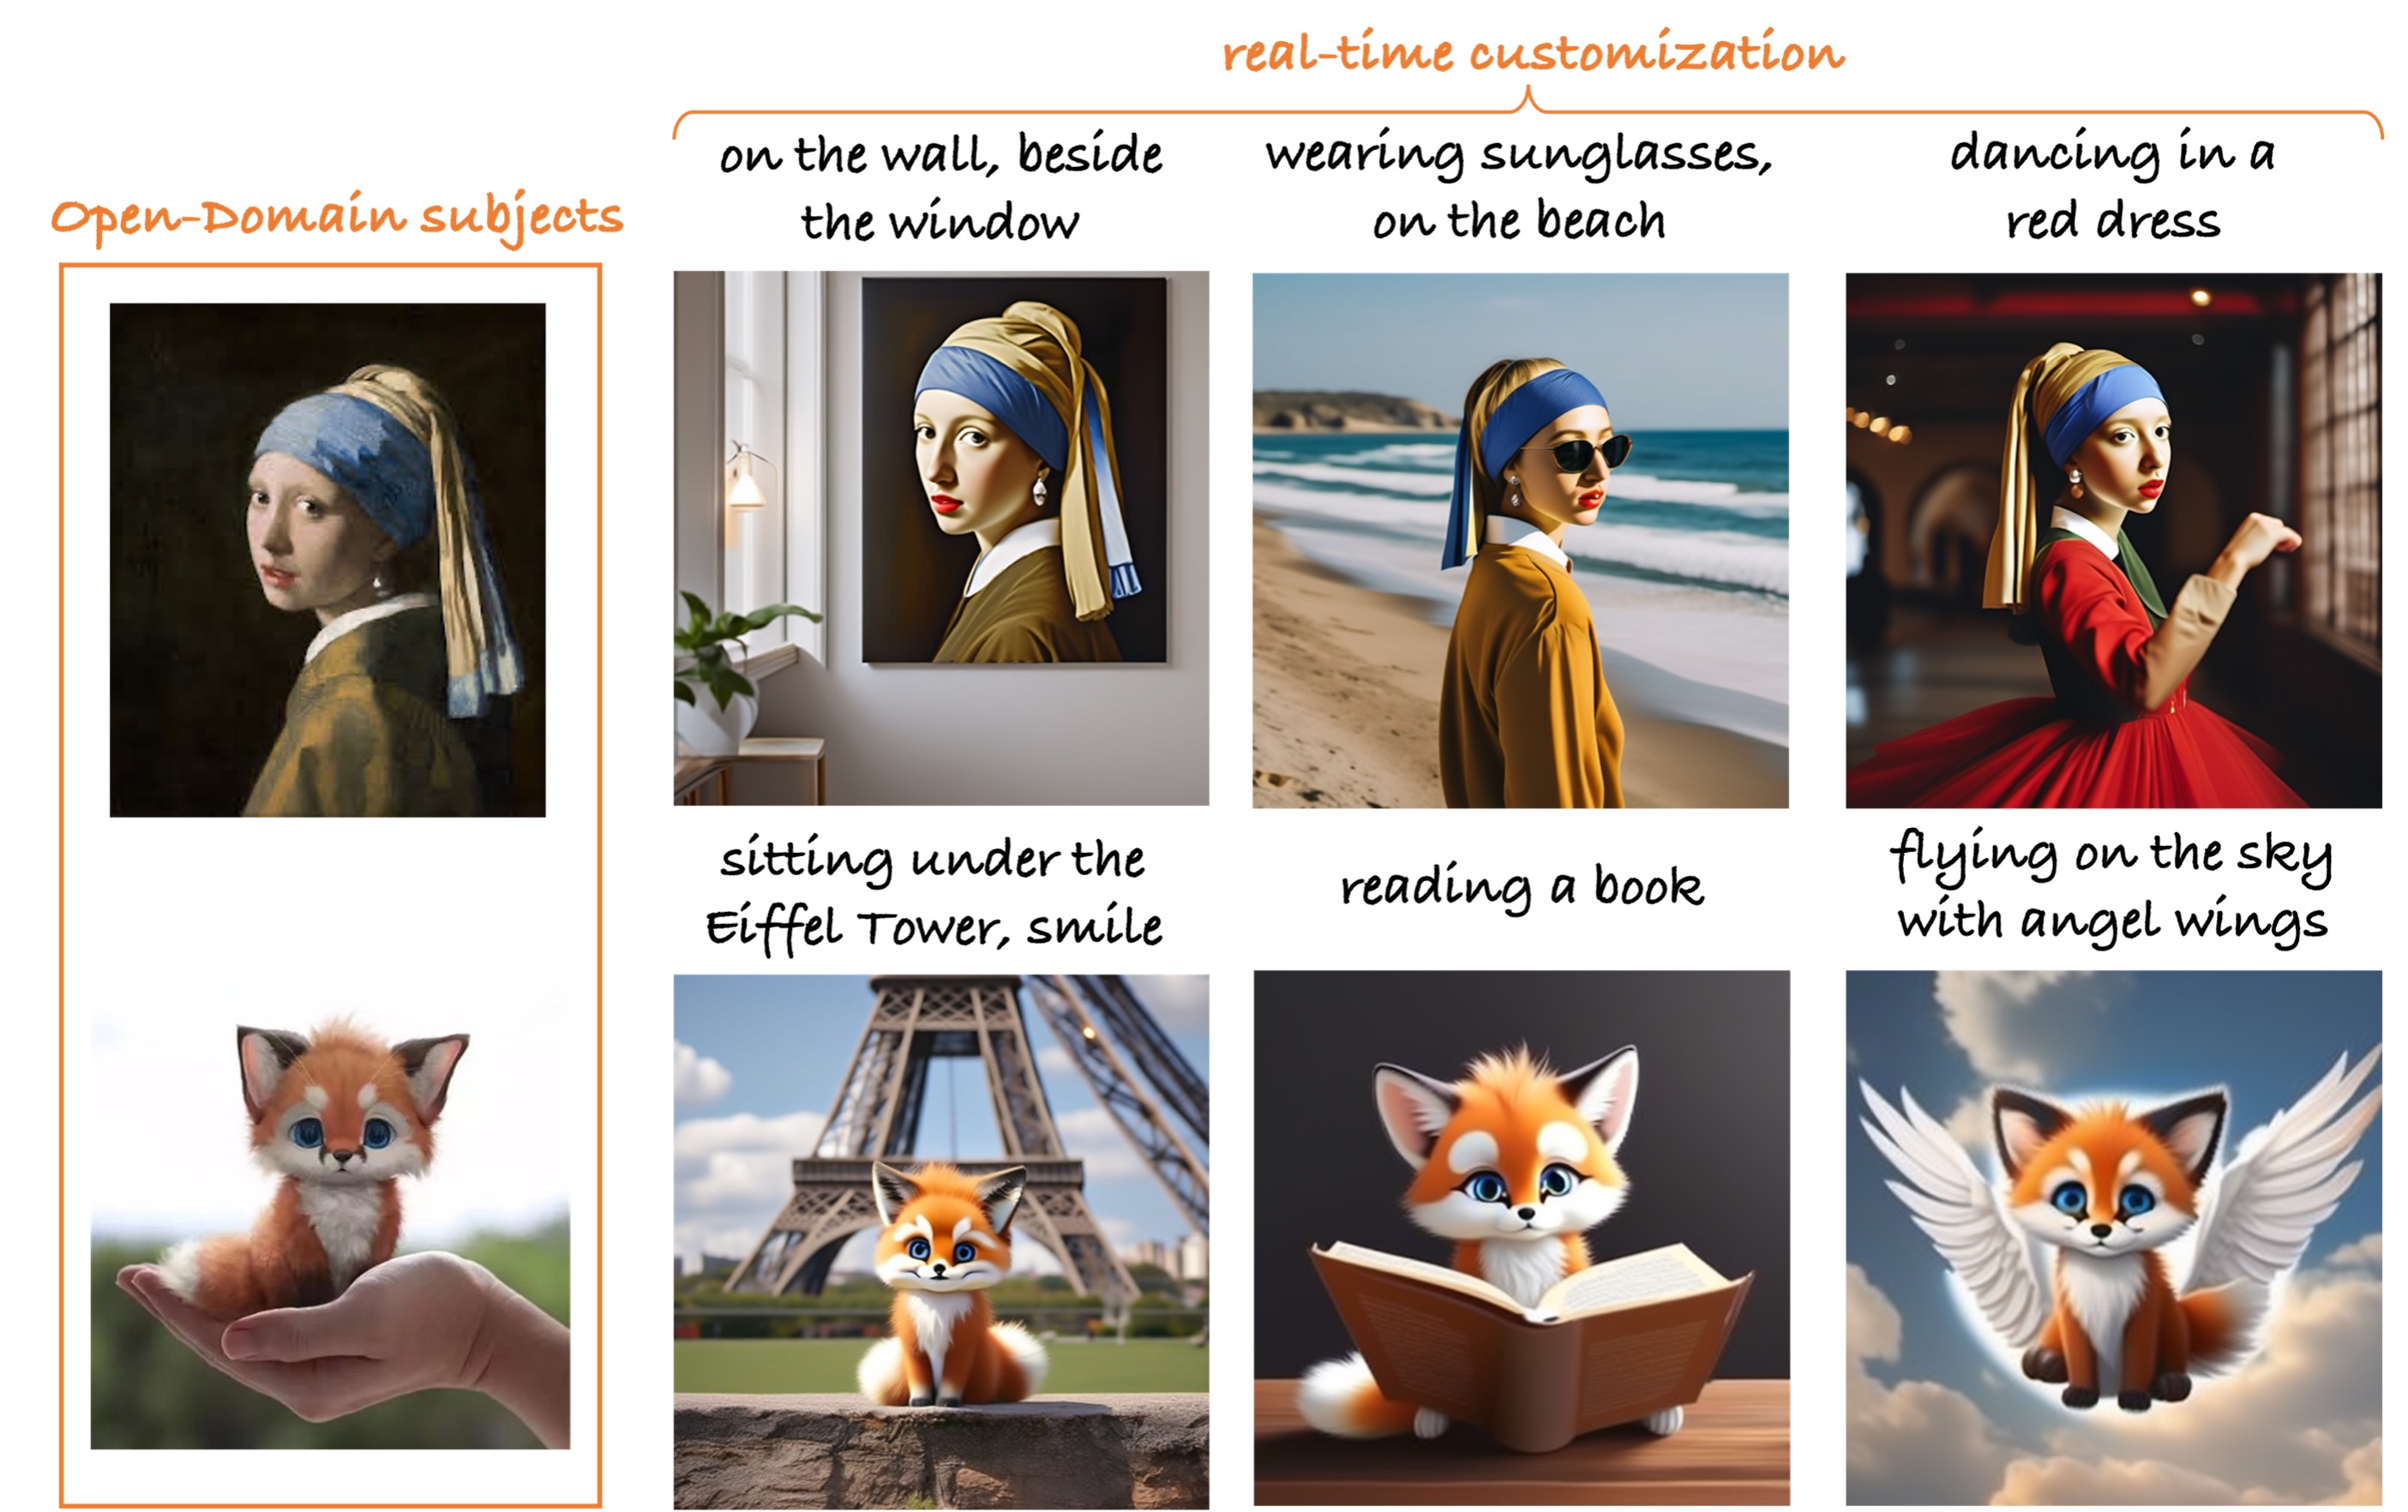 real-time customization
Open-Domain subjects
on the wall, beside
the window
wearing sunglasses,
on the beach
dancing in a
red dress
sitting under the
Eiffel Tower, smile
reading a book
flying on the sky
with angel wings